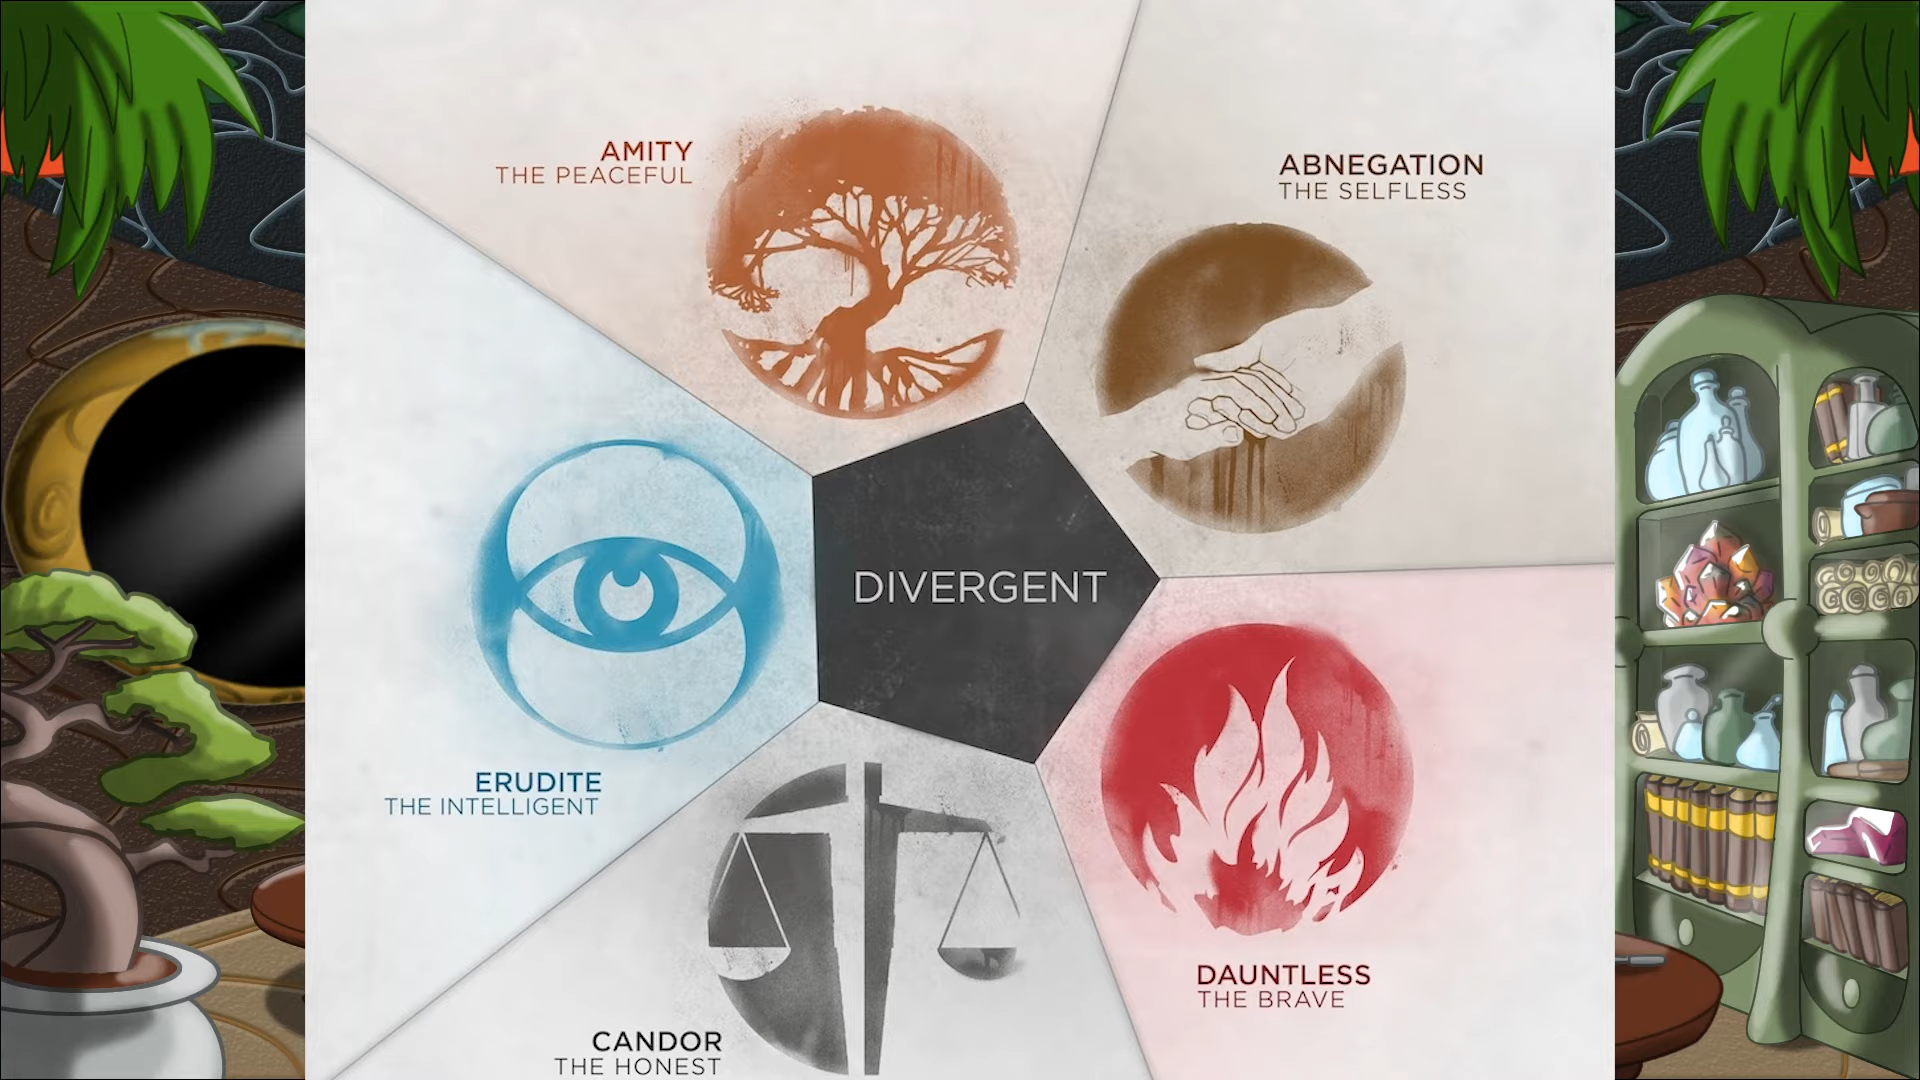 AMITY
THE PEACEFUL
ABNEGATION
THE SELFLESS
DIVERGENT
ERUDITE
THE INTELLIGENT
DAUNTLESS
THE BRAVE
CANDOR
THE HONEST